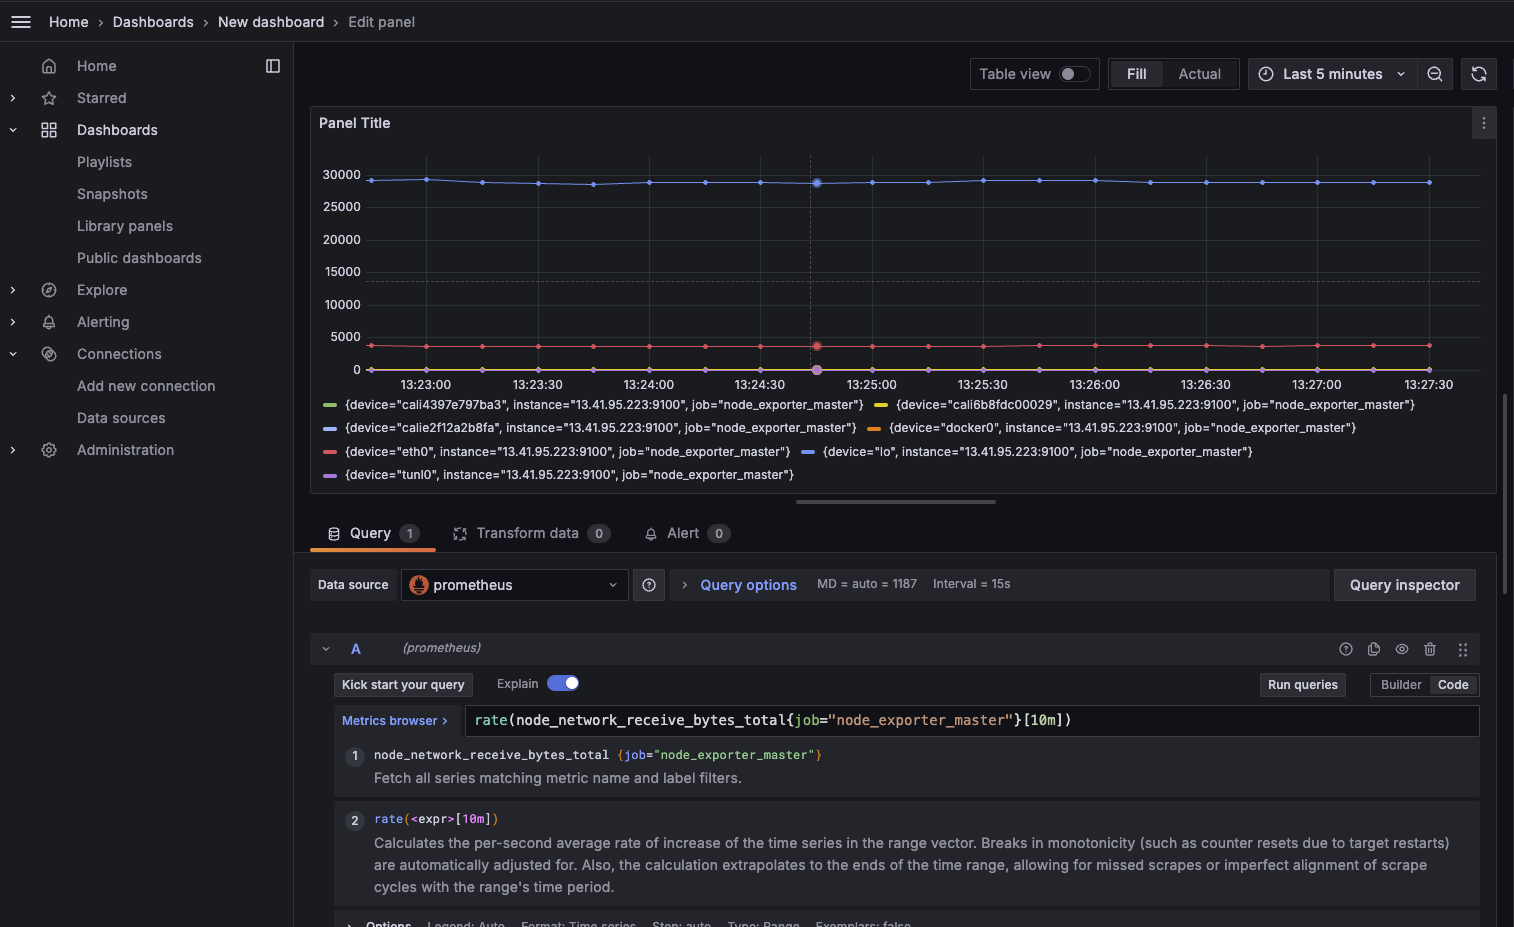 Home › Dashboards › New dashboard › Edit panel
Home
Starred
Dashboards
Playlists
Snapshots
Library panels
Public dashboards
Explore
Alerting
Connections
Add new connection
Data sources
Administration
Table view
Fill
Actual
Last 5 minutes
Panel Title
30000
25000
20000
15000
10000
5000
0
13:23:00 13:23:30 13:24:00 13:24:30 13:25:00 13:25:30 13:26:00 13:26:30 13:27:00 13:27:30
{device="cali4397e797ba3", instance="13.41.95.223:9100", job="node_exporter_master"} {device="cali6b8fdc00029", instance="13.41.95.223:9100", job="node_exporter_master"}
{device="calie2f12a2b8fa", instance="13.41.95.223:9100", job="node_exporter_master"} {device="docker0", instance="13.41.95.223:9100", job="node_exporter_master"}
{device="eth0", instance="13.41.95.223:9100", job="node_exporter_master"} {device="lo", instance="13.41.95.223:9100", job="node_exporter_master"}
{device="tunl0", instance="13.41.95.223:9100", job="node_exporter_master"}
Query 1 Transform data 0 Alert 0
Data source prometheus Query options MD = auto = 1187 Interval = 15s Query inspector
A (prometheus)
Kick start your query Explain Run queries Builder Code
Metrics browser › rate(node_network_receive_bytes_total{job="node_exporter_master"}[10m])
1 node_network_receive_bytes_total {job="node_exporter_master"}
Fetch all series matching metric name and label filters.
2 rate(<expr>[10m])
Calculates the per-second average rate of increase of the time series in the range vector. Breaks in monotonicity (such as counter resets due to target restarts)
are automatically adjusted for. Also, the calculation extrapolates to the ends of the time range, allowing for missed scrapes or imperfect alignment of scrape
cycles with the range's time period.
Options Legend: Auto Format: Time series Step: auto Type: Range Exemplars: false